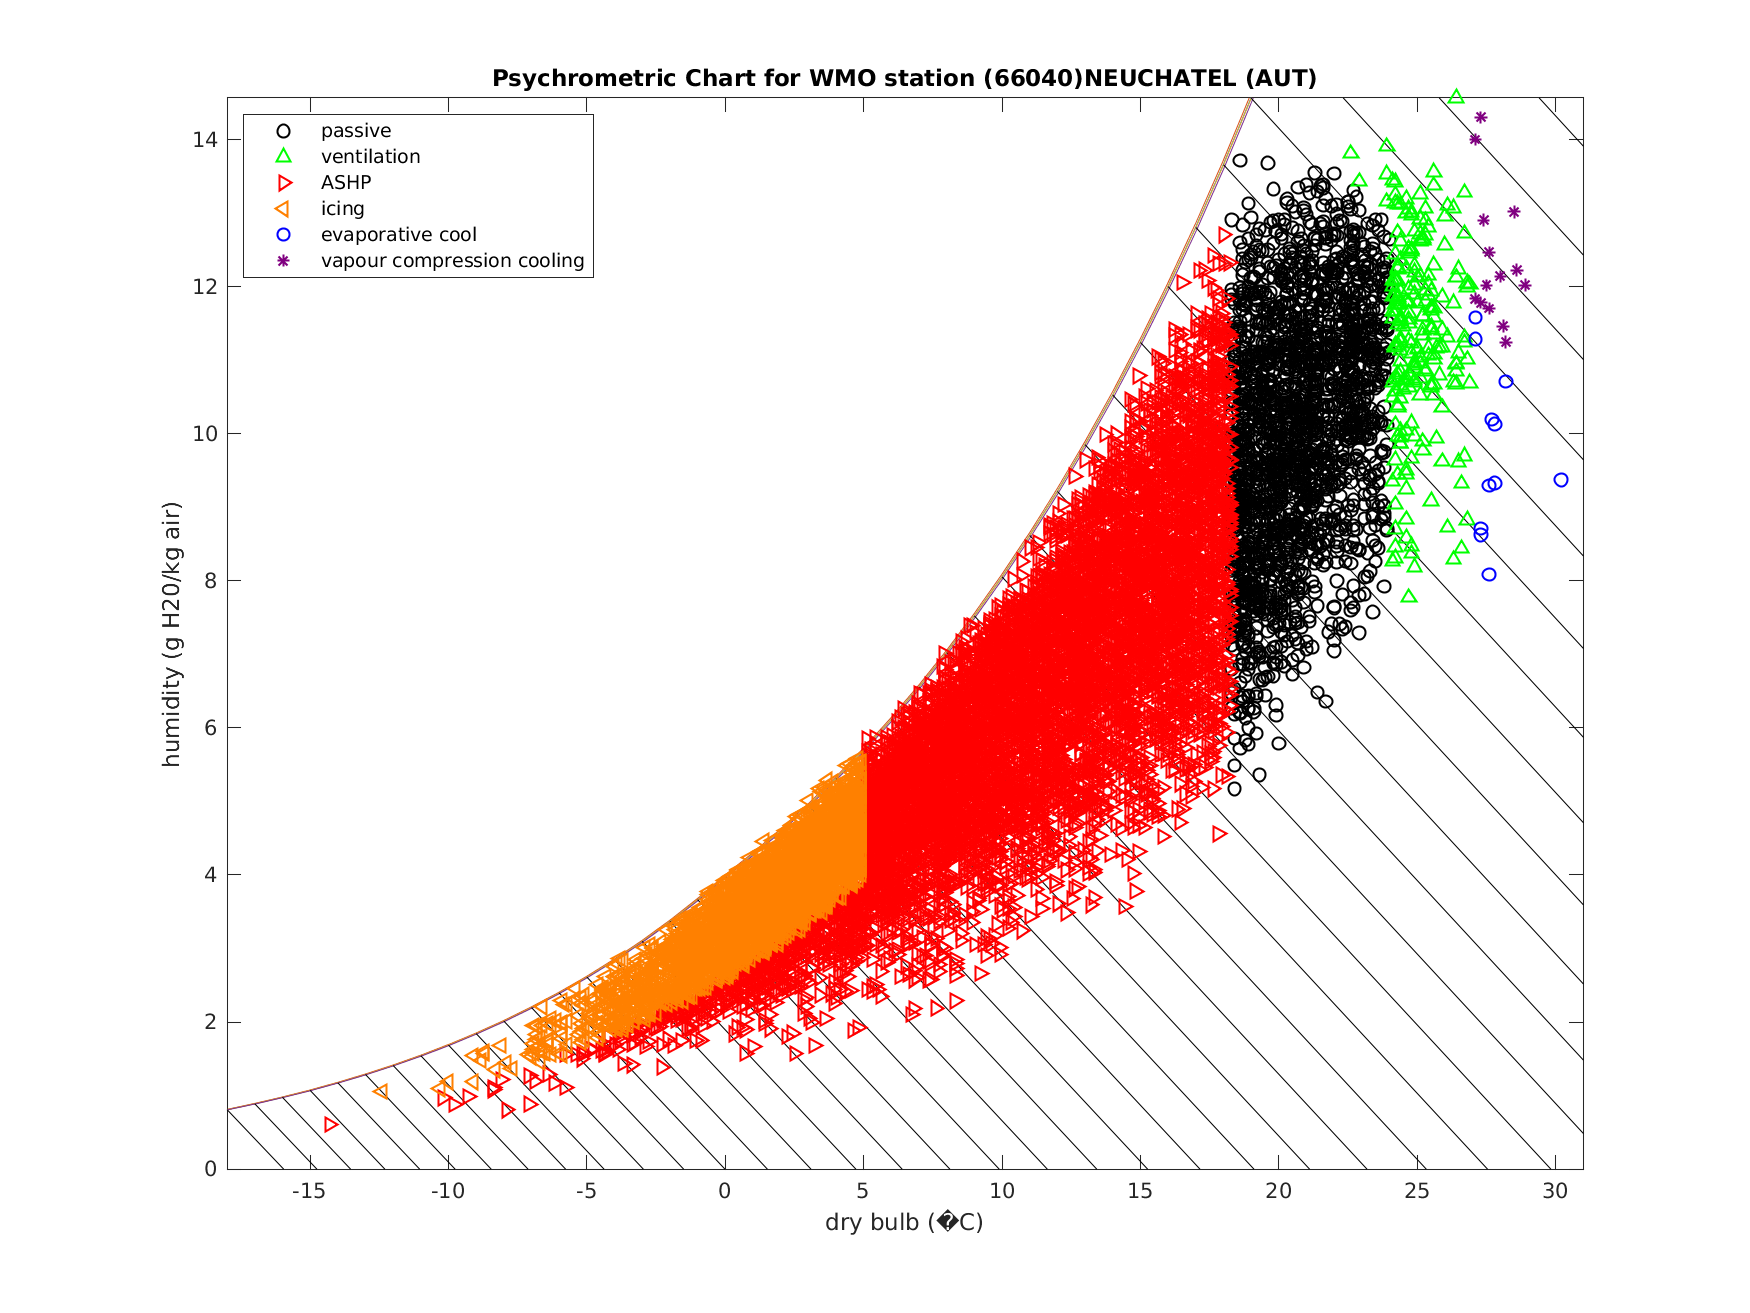 Psychrometric Chart for WMO station (66040)NEUCHATEL (AUT)
passive
ventilation
ASHP
icing
evaporative cool
vapour compression cooling
humidity (g H20/kg air)
14
12
10
8
6
4
2
0
-15 -10 -5 0 5 10 15 20 25 30
dry bulb (�C)